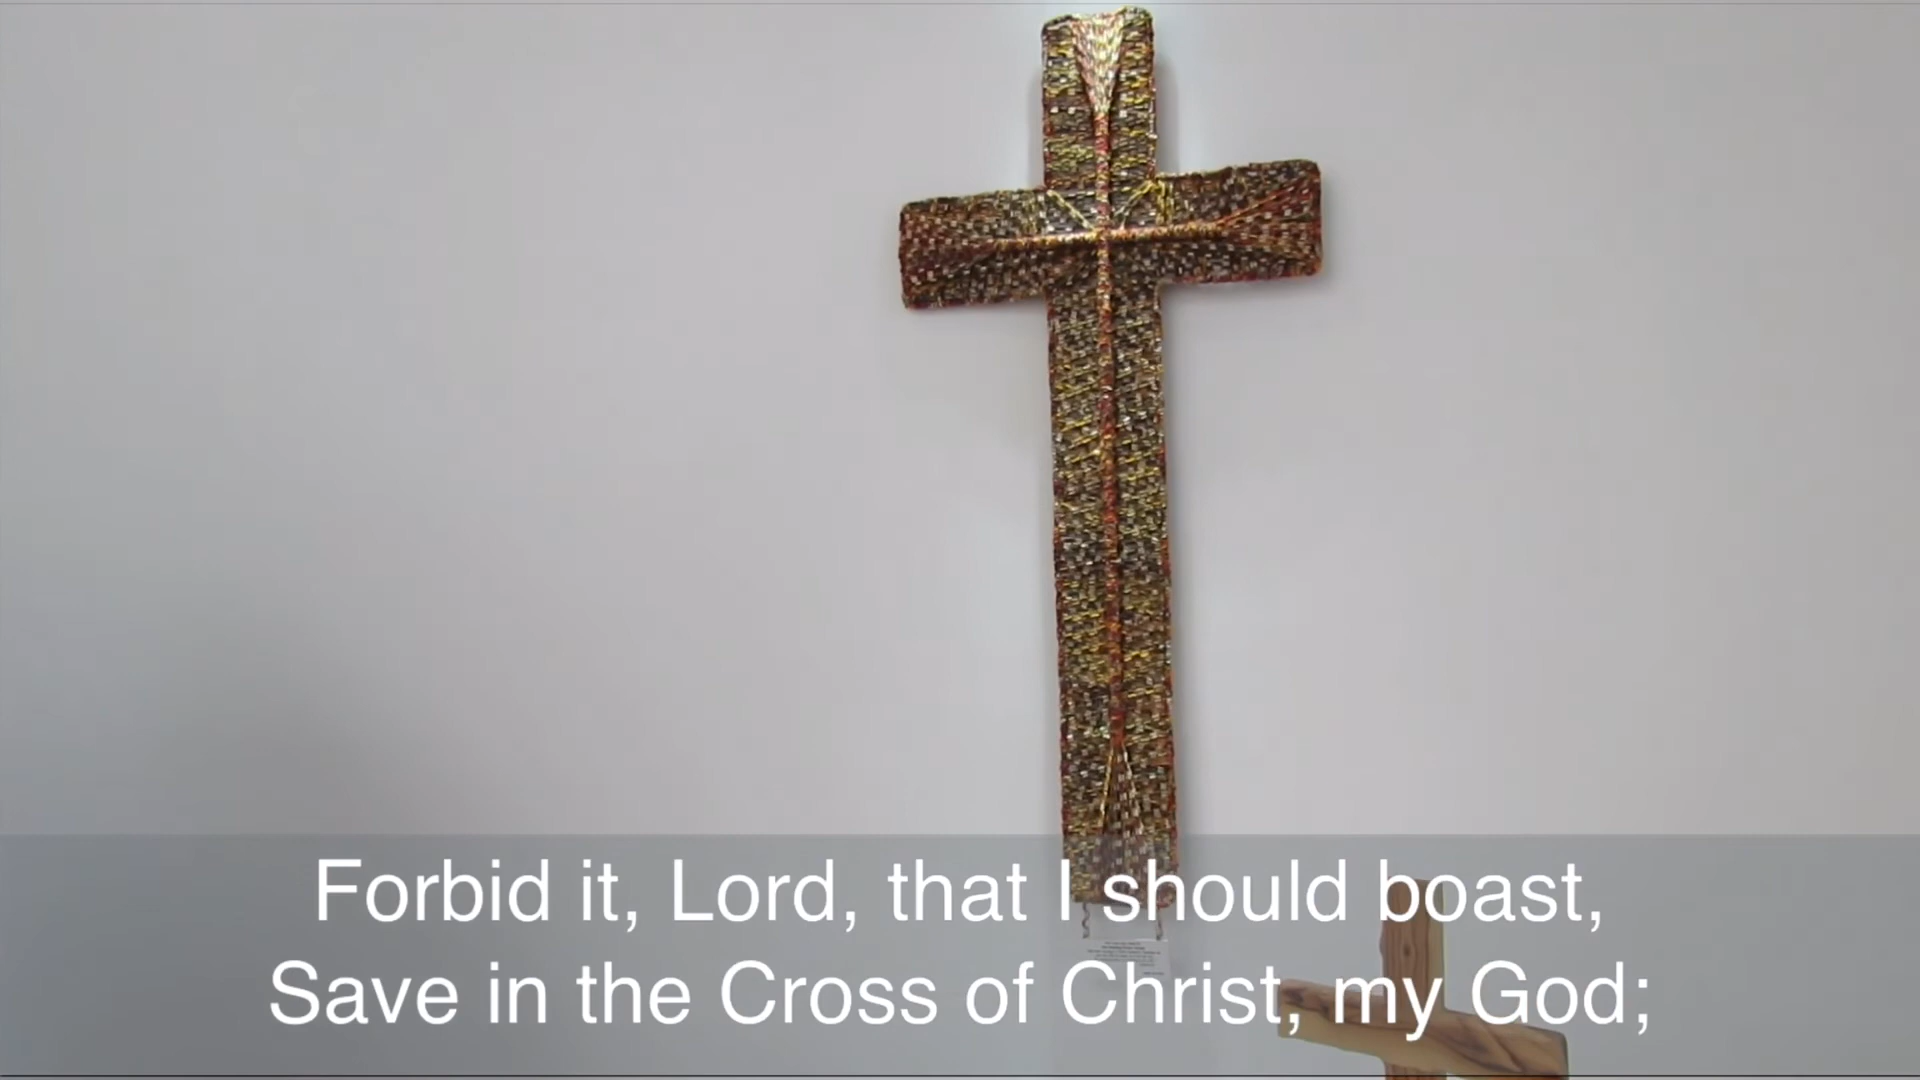 Forbid it, Lord, that I should boast,
Save in the Cross of Christ, my God;